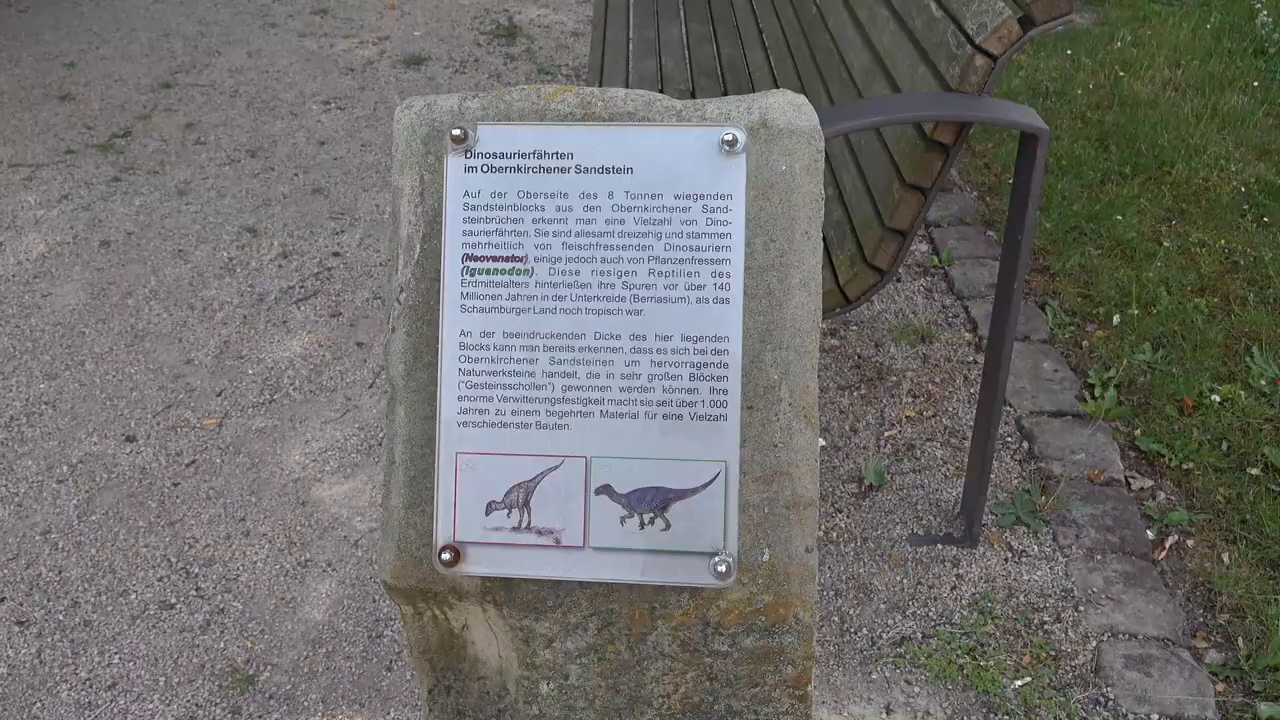 Dinosaurierfährten
im Obernkirchener Sandstein
Auf der Oberseite des 8 Tonnen wiegenden
Sandsteinblocks aus den Obernkirchener Sand-
steinbrüchen erkennt man eine Vielzahl von Dino-
saurierfährten. Sie sind allesamt dreizehig und stammen
mehrheitlich von fleischfressenden Dinosauriern
(Neovenator), einige jedoch auch von Pflanzenfressern
(Iguanodon). Diese riesigen Reptilien des
Erdmittelalters hinterließen ihre Spuren vor über 140
Millionen Jahren in der Unterkreide (Berriasium), als das
Schaumburger Land noch tropisch war.
An der beeindruckenden Dicke des hier liegenden
Blocks kann man bereits erkennen, dass es sich bei den
Obernkirchener Sandsteinen um hervorragende
Naturwerksteine handelt, die in sehr großen Blöcken
("Gesteinsschollen") gewonnen werden können. Ihre
enorme Verwitterungsfestigkeit macht sie seit über 1.000
Jahren zu einem begehrten Material für eine Vielzahl
verschiedenster Bauten.